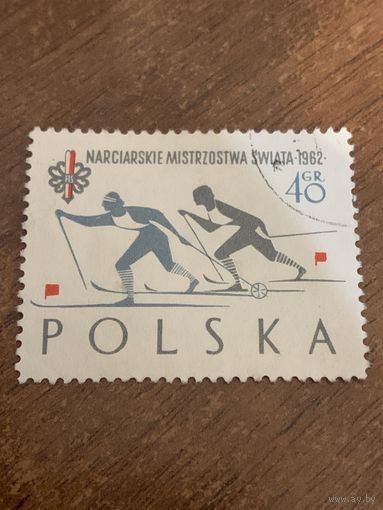 NARCIARSKIE MISTRZOSTWA ŚWIATA·1962·
40 GR
POLSKA
www.ay.by